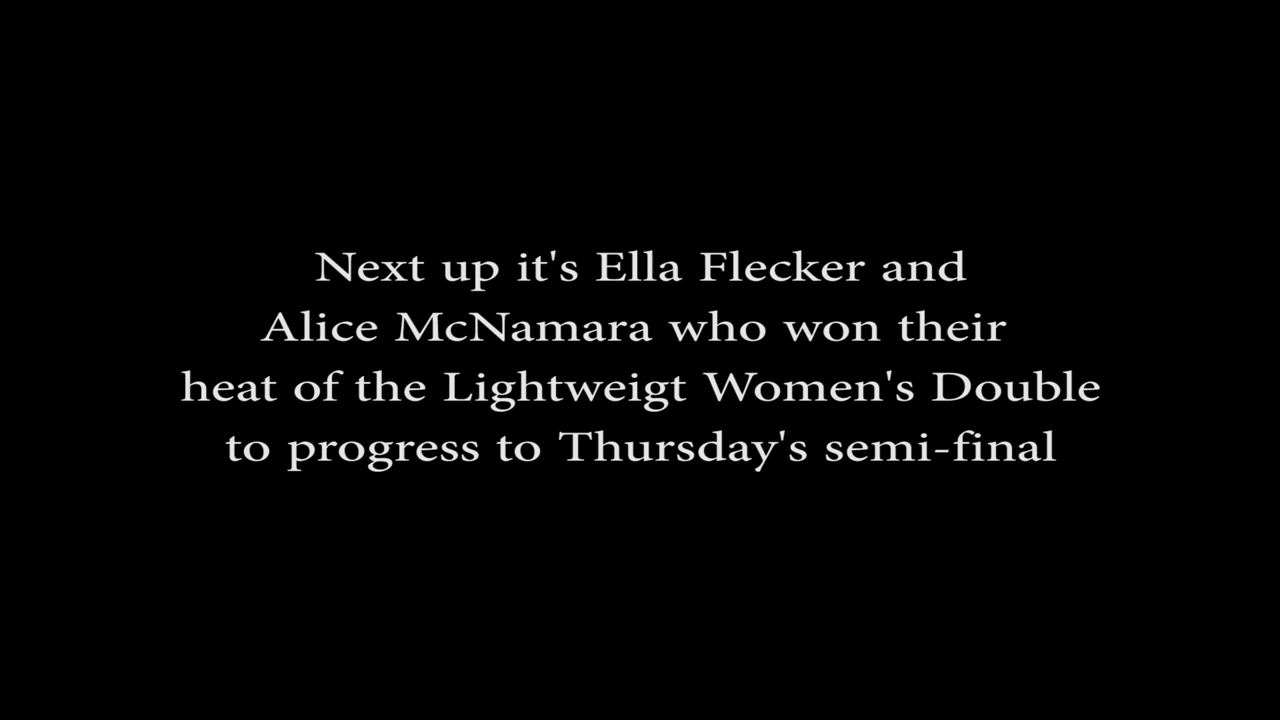 Next up it's Ella Flecker and
Alice McNamara who won their
heat of the Lightweigt Women's Double
to progress to Thursday's semi-final